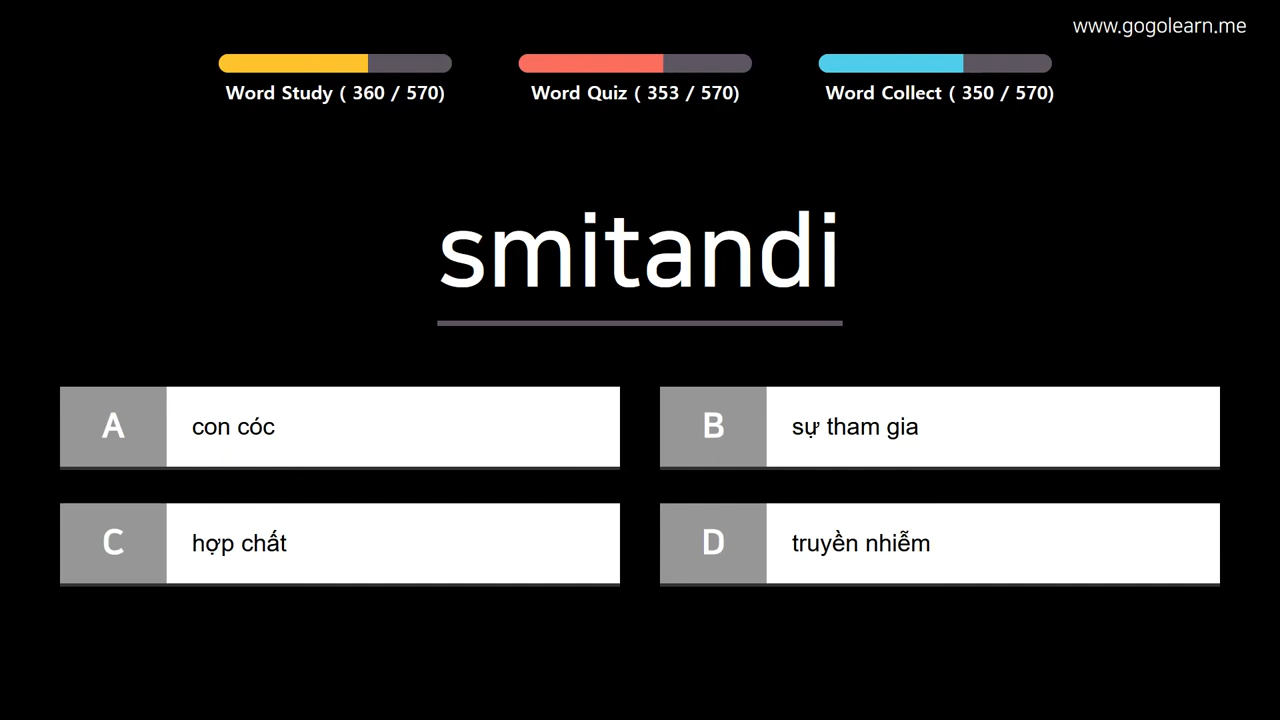 www.gogolearn.me
Word Study ( 360 / 570)
Word Quiz ( 353 / 570)
Word Collect ( 350 / 570)
smitandi
A con cóc
B sự tham gia
C hợp chất
D truyền nhiễm